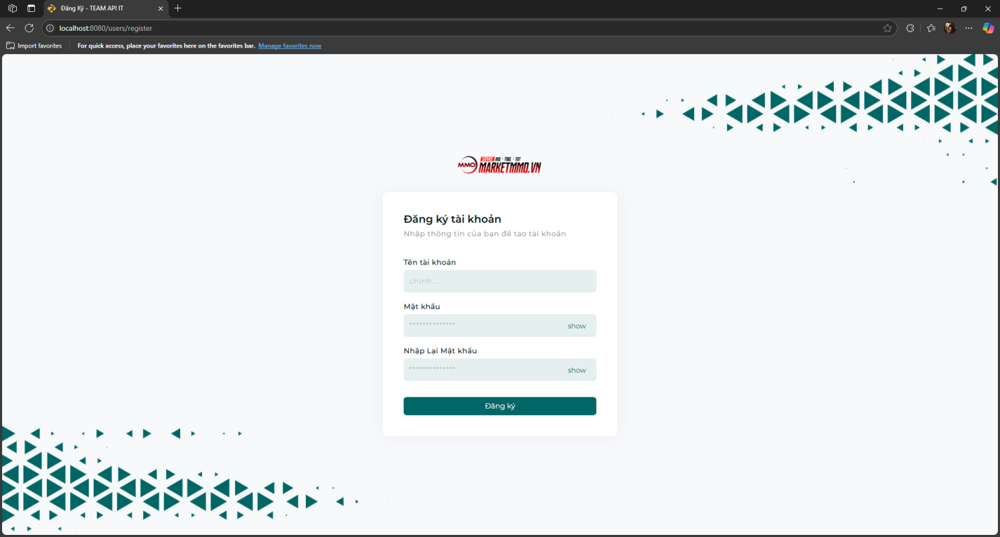 Đăng Ký - TEAM API IT
localhost:8080/users/register
Import favorites
For quick access, place your favorites here on the favorites bar. Manage favorites now
SERVICE ADS - TOOL - TUT
MMO MARKETMMO.VN
Đăng ký tài khoản
Nhập thông tin của bạn để tạo tài khoản
Tên tài khoản
chinh.....
Mật khẩu
************** show
Nhập Lại Mật khẩu
************** show
Đăng ký